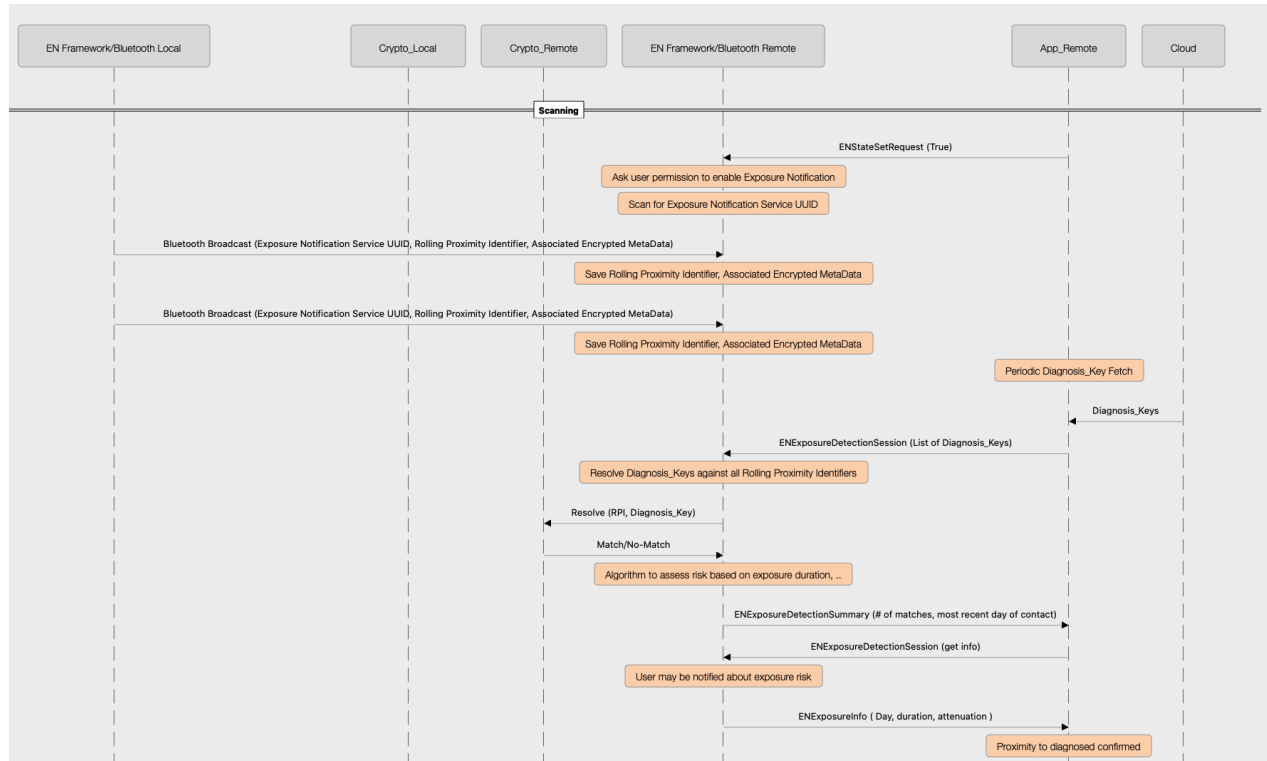 EN Framework/Bluetooth Local
Crypto_Local
Crypto_Remote
EN Framework/Bluetooth Remote
App_Remote
Cloud
Scanning
ENStateSetRequest (True)
Ask user permission to enable Exposure Notification
Scan for Exposure Notification Service UUID
Bluetooth Broadcast (Exposure Notification Service UUID, Rolling Proximity Identifier, Associated Encrypted MetaData)
Save Rolling Proximity Identifier, Associated Encrypted MetaData
Bluetooth Broadcast (Exposure Notification Service UUID, Rolling Proximity Identifier, Associated Encrypted MetaData)
Save Rolling Proximity Identifier, Associated Encrypted MetaData
Periodic Diagnosis_Key Fetch
Diagnosis_Keys
ENExposureDetectionSession (List of Diagnosis_Keys)
Resolve Diagnosis_Keys against all Rolling Proximity Identifiers
Resolve (RPI, Diagnosis_Key)
Match/No-Match
Algorithm to assess risk based on exposure duration, ..
ENExposureDetectionSummary (# of matches, most recent day of contact)
ENExposureDetectionSession (get info)
User may be notified about exposure risk
ENExposureInfo ( Day, duration, attenuation )
Proximity to diagnosed confirmed